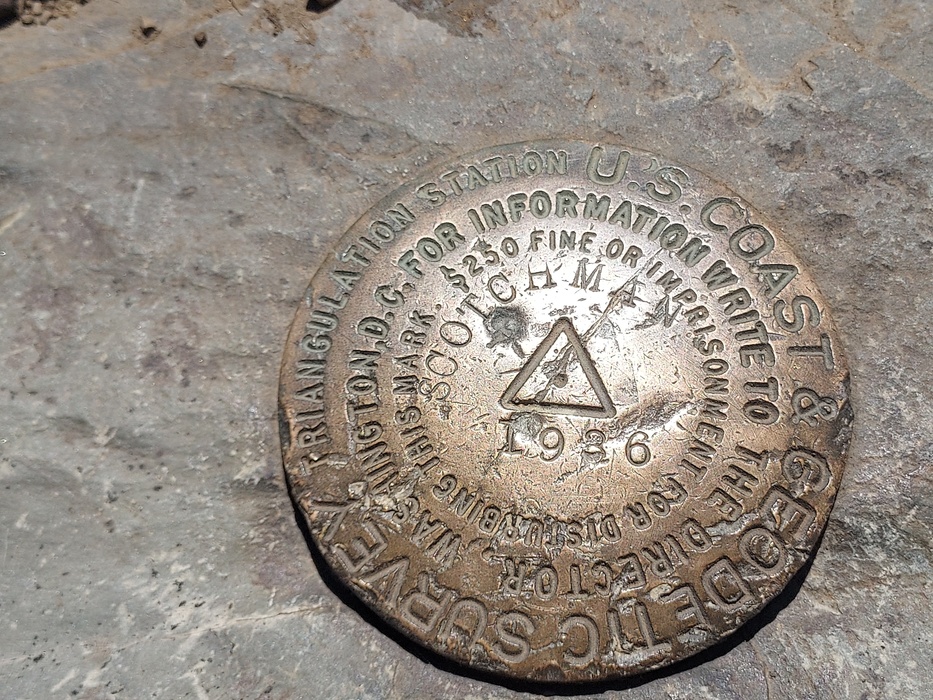 U.S. COAST & GEODETIC SURVEY
TRIANGULATION STATION
FOR INFORMATION WRITE TO THE DIRECTOR, WASHINGTON, D.C.
$250 FINE OR IMPRISONMENT FOR DISTURBING THIS MARK.
SCOTCHMAN